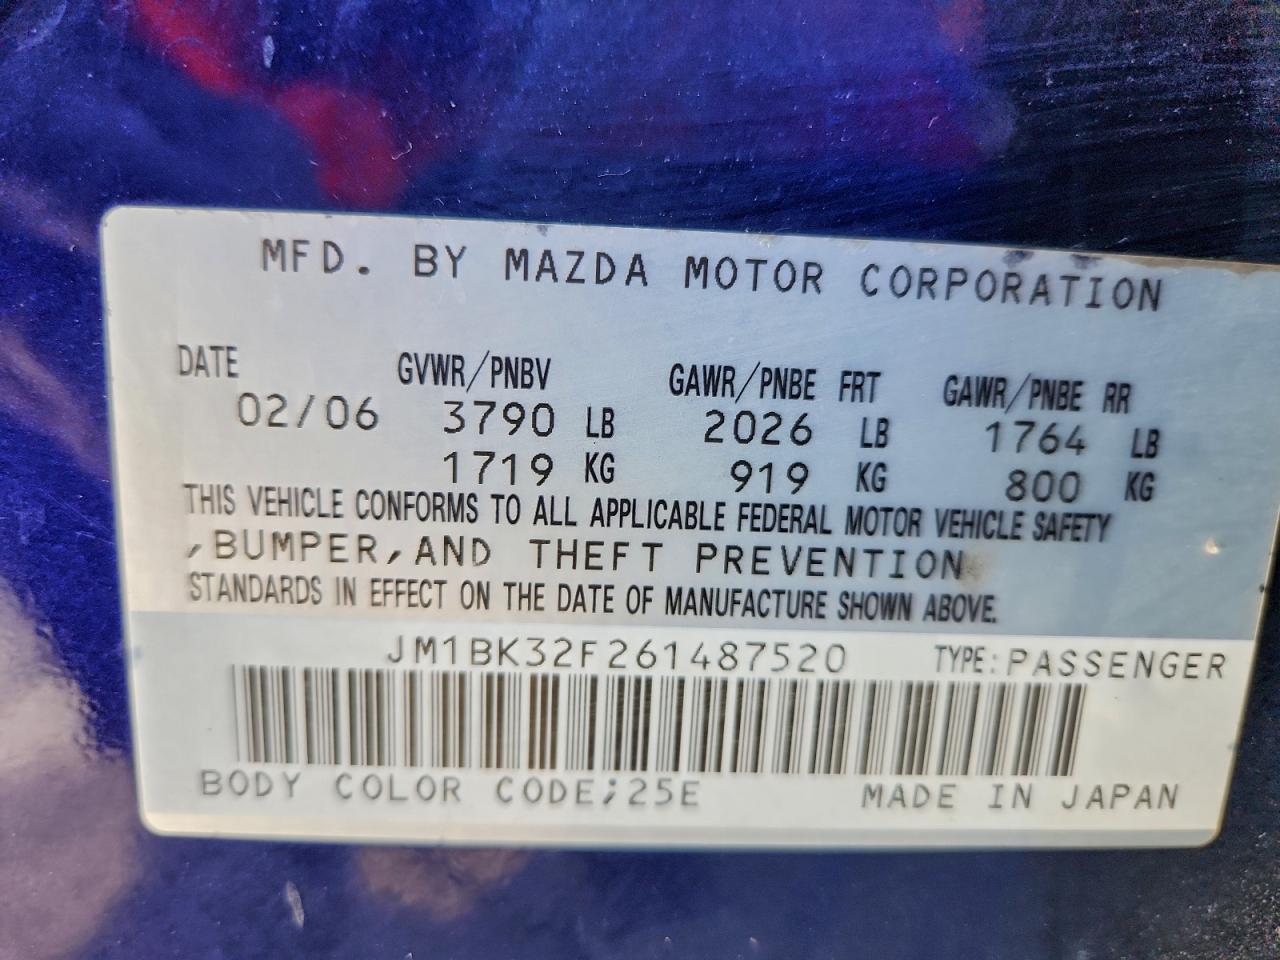 MFD. BY MAZDA MOTOR CORPORATION
DATE GVWR/PNBV GAWR/PNBE FRT GAWR/PNBE RR
02/06 3790 LB 2026 LB 1764 LB
1719 KG 919 KG 800 KG
THIS VEHICLE CONFORMS TO ALL APPLICABLE FEDERAL MOTOR VEHICLE SAFETY
,BUMPER,AND THEFT PREVENTION
STANDARDS IN EFFECT ON THE DATE OF MANUFACTURE SHOWN ABOVE.
JM1BK32F261487520 TYPE:PASSENGER
BODY COLOR CODE;25E MADE IN JAPAN